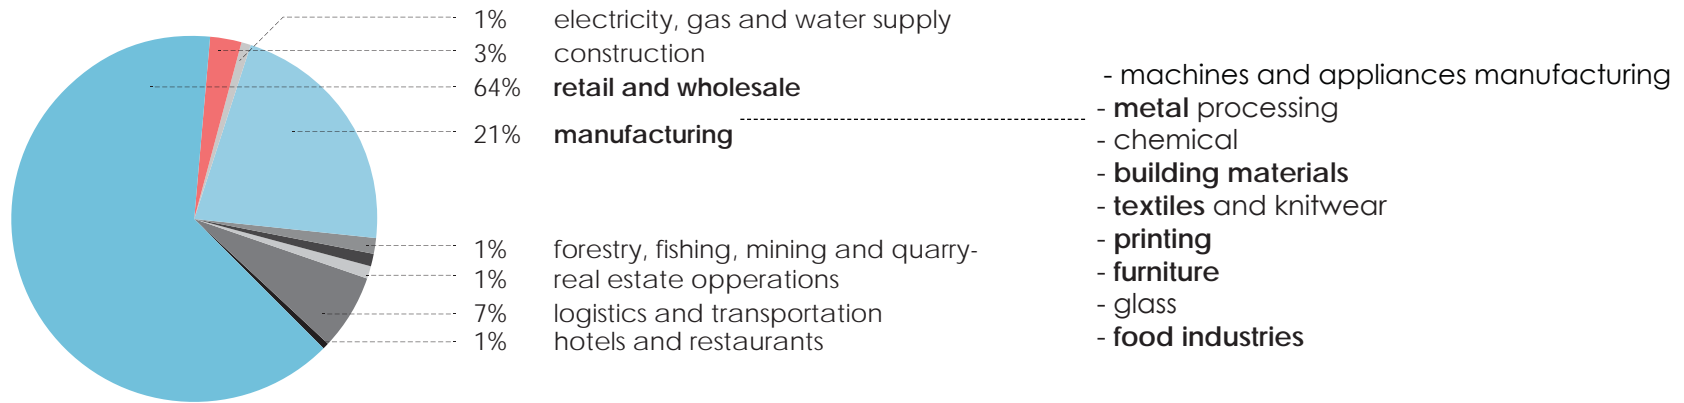 1% electricity, gas and water supply
3% construction
64% retail and wholesale
21% manufacturing
1% forestry, fishing, mining and quarry-
1% real estate opperations
7% logistics and transportation
1% hotels and restaurants
- machines and appliances manufacturing
- metal processing
- chemical
- building materials
- textiles and knitwear
- printing
- furniture
- glass
- food industries